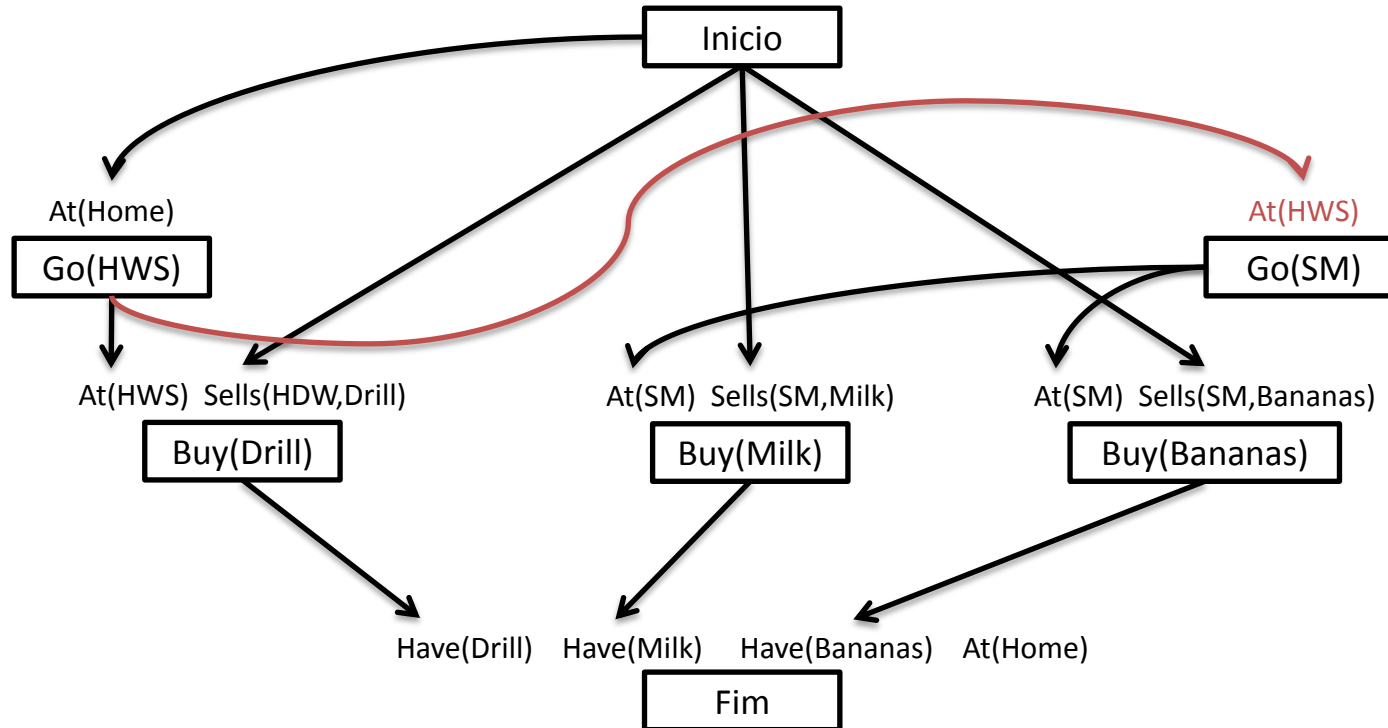 Inicio
At(Home)
At(HWS)
Go(HWS)
Go(SM)
At(HWS) Sells(HDW,Drill)
At(SM) Sells(SM,Milk)
At(SM) Sells(SM,Bananas)
Buy(Drill)
Buy(Milk)
Buy(Bananas)
Have(Drill) Have(Milk) Have(Bananas) At(Home)
Fim